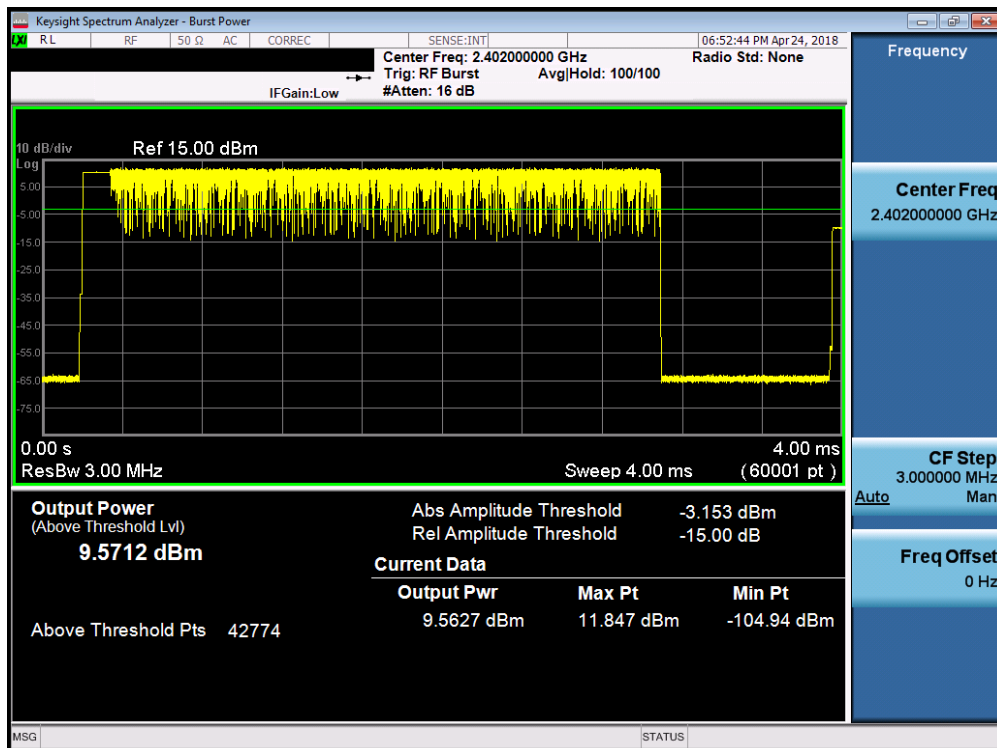 Keysight Spectrum Analyzer - Burst Power
LXI RL RF 50 Ω AC CORREC SENSE:INT 06:52:44 PM Apr 24, 2018
Center Freq: 2.402000000 GHz Radio Std: None
Trig: RF Burst Avg|Hold: 100/100
IFGain:Low #Atten: 16 dB
Frequency
10 dB/div Ref 15.00 dBm
Log
5.00
-5.00
-15.0
-25.0
-35.0
-45.0
-55.0
-65.0
-75.0
0.00 s 4.00 ms
ResBw 3.00 MHz Sweep 4.00 ms (60001 pt)
Center Freq
2.402000000 GHz
CF Step
3.000000 MHz
Auto Man
Freq Offset
0 Hz
Output Power
(Above Threshold Lvl)
9.5712 dBm
Above Threshold Pts 42774
Abs Amplitude Threshold -3.153 dBm
Rel Amplitude Threshold -15.00 dB
Current Data
Output Pwr Max Pt Min Pt
9.5627 dBm 11.847 dBm -104.94 dBm
MSG STATUS